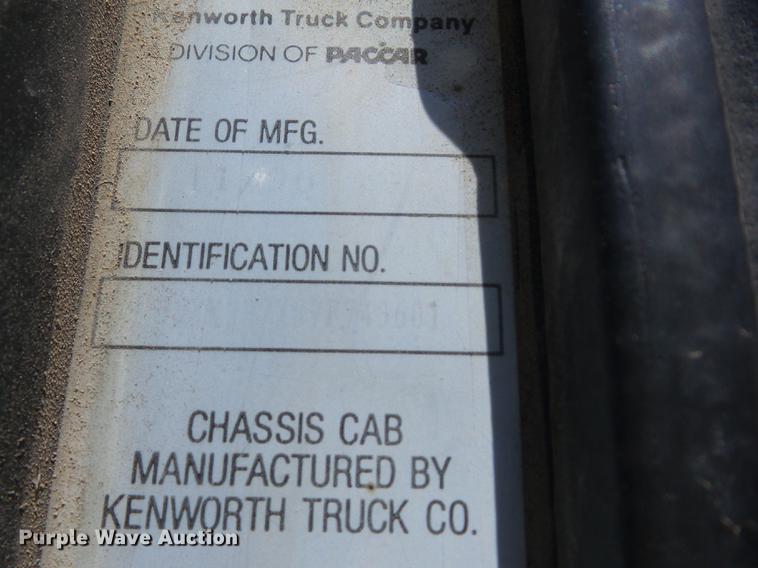 Kenworth Truck Company
A DIVISION OF PACCAR
DATE OF MFG.
IDENTIFICATION NO.
CHASSIS CAB
MANUFACTURED BY
KENWORTH TRUCK CO.
Purple Wave Auction